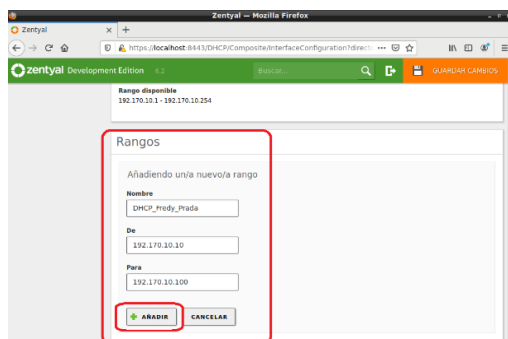 Zentyal — Mozilla Firefox
Zentyal
https://localhost:8443/DHCP/Composite/InterfaceConfiguration?direct
zentyal Development Edition 6.2
Buscar...
GUARDAR CAMBIOS
Rango disponible
192.170.10.1 - 192.170.10.254
Rangos
Añadiendo un/a nuevo/a rango
Nombre
DHCP_Fredy_Prada
De
192.170.10.10
Para
192.170.10.100
AÑADIR CANCELAR